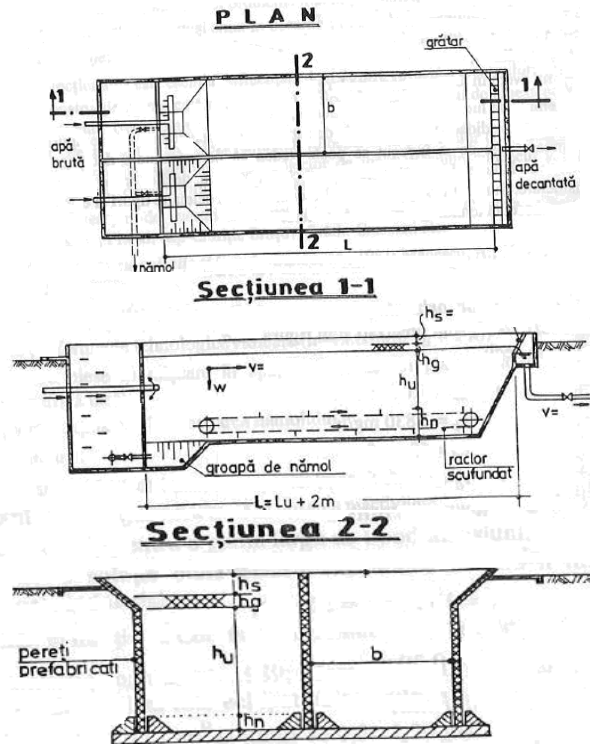 PLAN
2
grătar
1
1
b
apă
brută
apă
decantată
2
L
nămol
Secțiunea 1-1
hs=
hg
v=
w
hu
hn
v=
groapă de nămol
raclor
scufundat
L=Lu+2m
Secțiunea 2-2
hs
hg
pereți
prefabricați
hu
b
hn